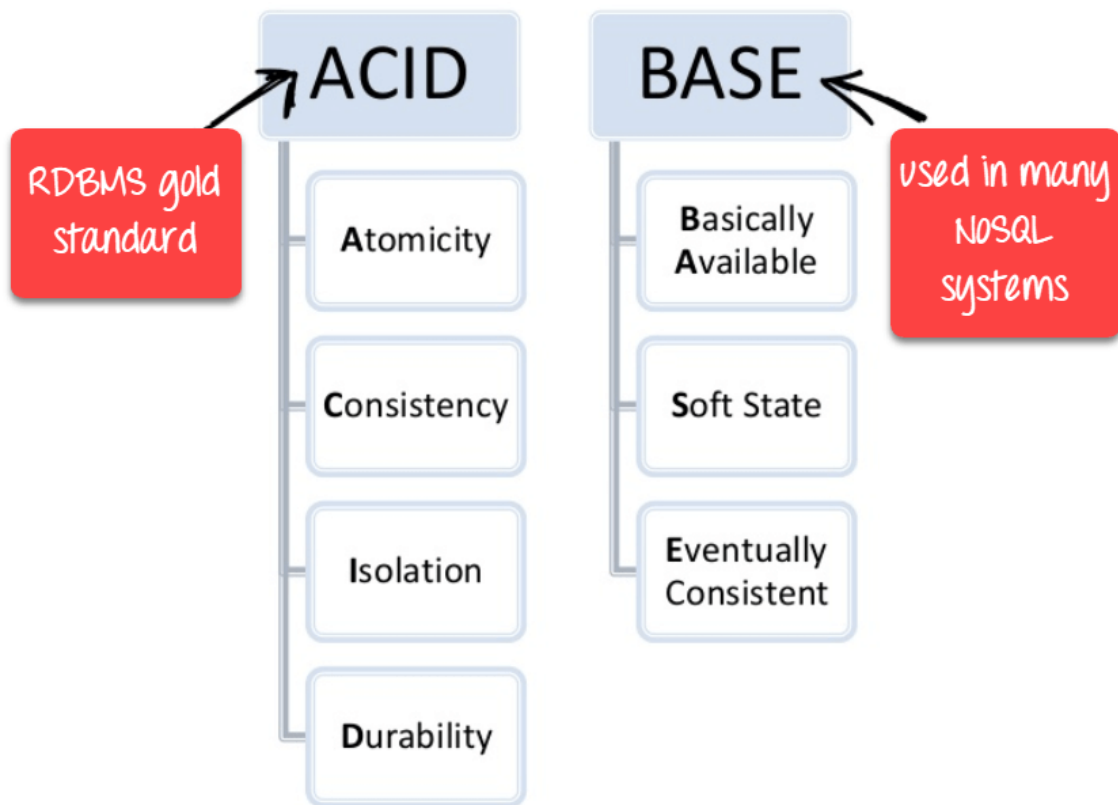 ACID
RDBMS gold
standard
Atomicity
Consistency
Isolation
Durability
BASE
used in many
NoSQL
systems
Basically
Available
Soft State
Eventually
Consistent